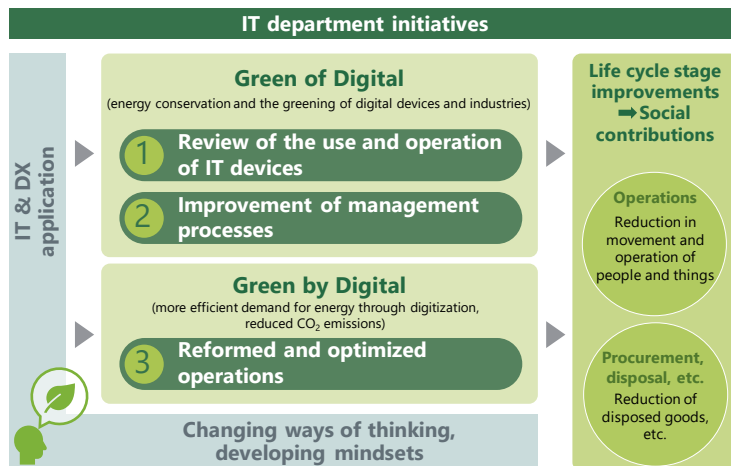 IT department initiatives
IT & DX
application
Green of Digital
(energy conservation and the greening of digital devices and industries)
1
Review of the use and operation
of IT devices
2
Improvement of management
processes
Green by Digital
(more efficient demand for energy through digitization,
reduced CO₂ emissions)
3
Reformed and optimized
operations
Changing ways of thinking,
developing mindsets
Life cycle stage
improvements
➡Social
contributions
Operations
Reduction in
movement and
operation of
people and things
Procurement,
disposal, etc.
Reduction of
disposed goods,
etc.